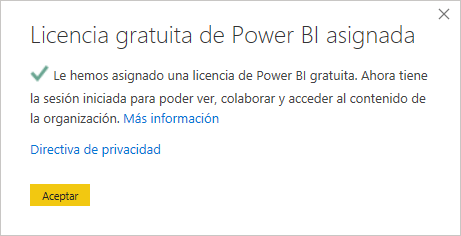 Licencia gratuita de Power BI asignada
Le hemos asignado una licencia de Power BI gratuita. Ahora tiene
la sesión iniciada para poder ver, colaborar y acceder al contenido de
la organización. Más información
Directiva de privacidad
Aceptar